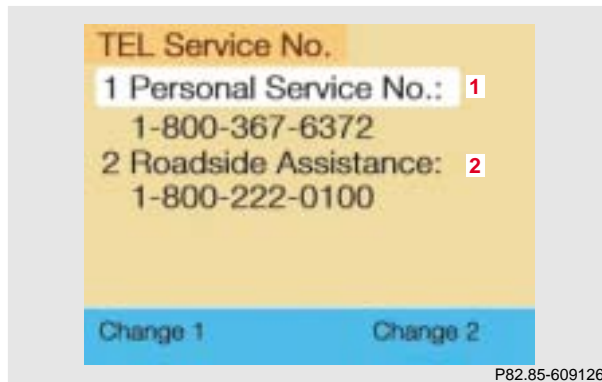 TEL Service No.
1 Personal Service No.: 1
1-800-367-6372
2 Roadside Assistance: 2
1-800-222-0100
Change 1 Change 2
P82.85-609126